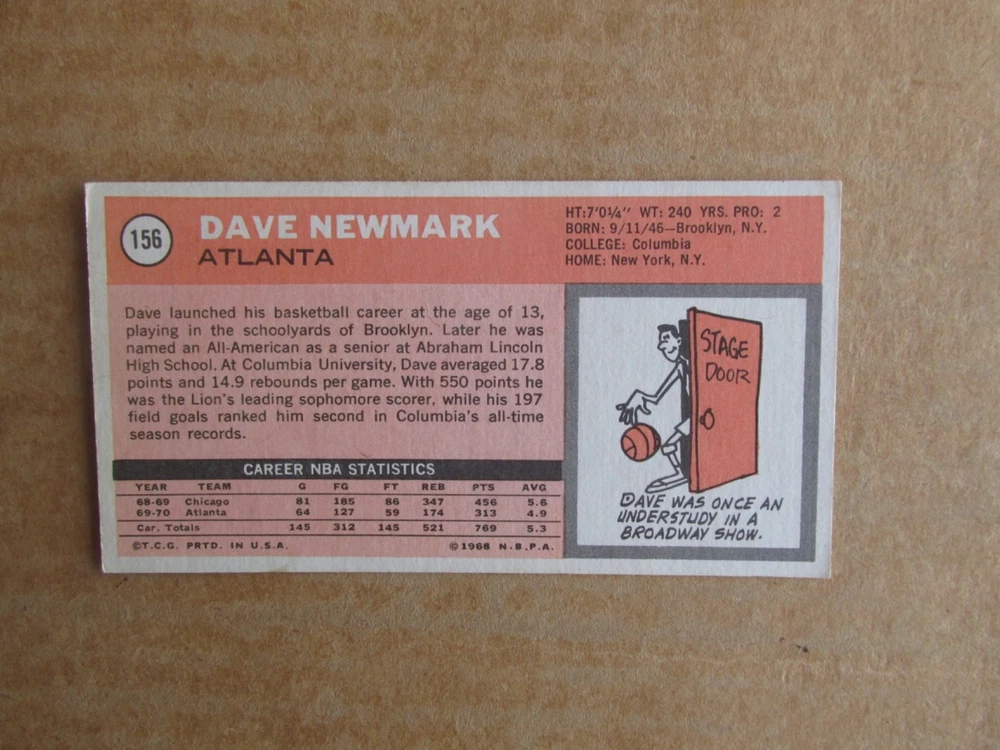 156
DAVE NEWMARK
ATLANTA
HT:7'0¼″ WT: 240 YRS. PRO: 2
BORN: 9/11/46—Brooklyn, N.Y.
COLLEGE: Columbia
HOME: New York, N.Y.
Dave launched his basketball career at the age of 13,
playing in the schoolyards of Brooklyn. Later he was
named an All-American as a senior at Abraham Lincoln
High School. At Columbia University, Dave averaged 17.8
points and 14.9 rebounds per game. With 550 points he
was the Lion's leading sophomore scorer, while his 197
field goals ranked him second in Columbia's all-time
season records.
CAREER NBA STATISTICS
YEAR TEAM G FG FT REB PTS AVG
68-69 Chicago 81 185 86 347 456 5.6
69-70 Atlanta 64 127 59 174 313 4.9
Car. Totals 145 312 145 521 769 5.3
©T.C.G. PRTD. IN U.S.A. ©1968 N.B.P.A.
STAGE
DOOR
DAVE WAS ONCE AN
UNDERSTUDY IN A
BROADWAY SHOW.